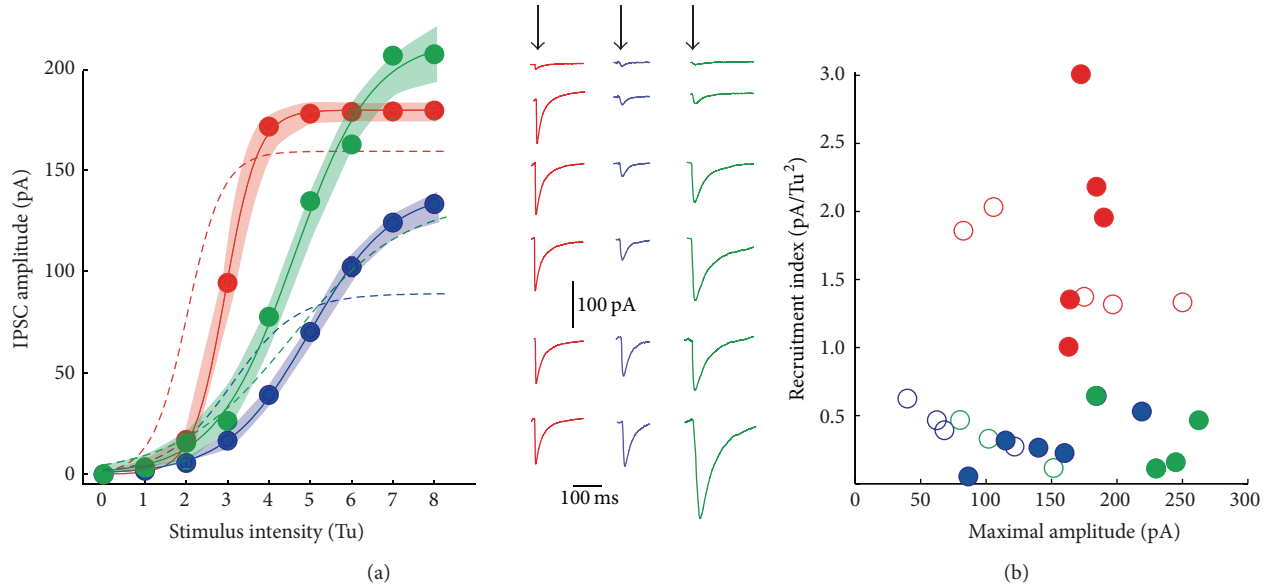 200
150
100
50
0
IPSC amplitude (pA)
0 1 2 3 4 5 6 7 8
Stimulus intensity (Tu)
100 pA
100 ms
(a)
3.0
2.5
2.0
1.5
1.0
0.5
Recruitment index (pA/Tu²)
0 50 100 150 200 250 300
Maximal amplitude (pA)
(b)